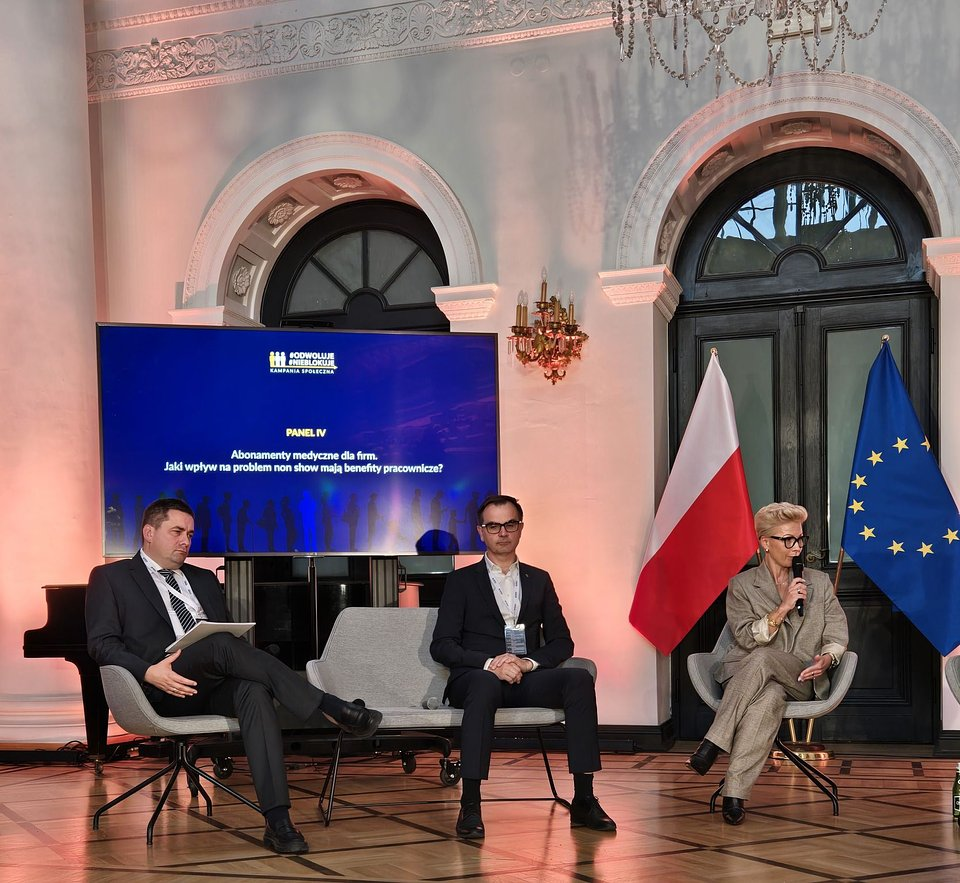 #ODWOŁUJĘ
#NIEBLOKUJĘ
KAMPANIA SPOŁECZNA
PANEL IV
Abonamenty medyczne dla firm.
Jaki wpływ na problem non show mają benefity pracownicze?